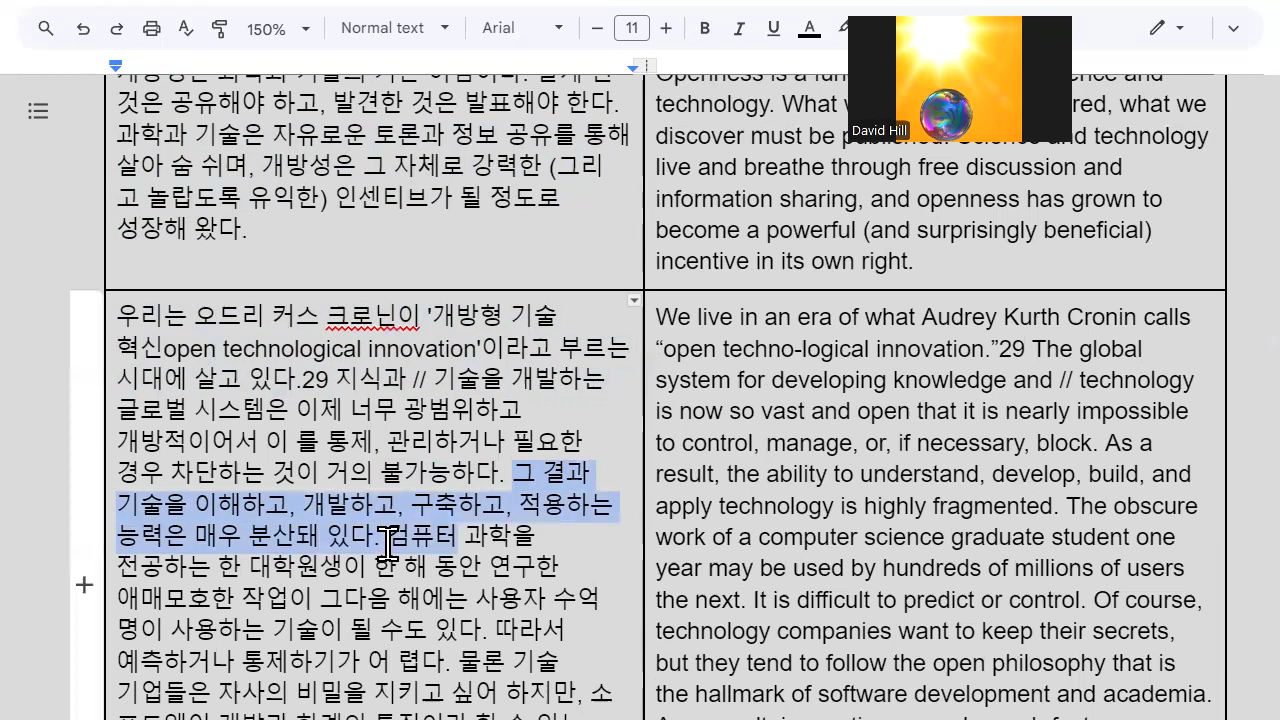 150%
Normal text
Arial
11
B
I
U
A
David Hill
것은 공유해야 하고, 발견한 것은 발표해야 한다.
과학과 기술은 자유로운 토론과 정보 공유를 통해
살아 숨 쉬며, 개방성은 그 자체로 강력한 (그리
고 놀랍도록 유익한) 인센티브가 될 정도로
성장해 왔다.
Openness is a
technology. What
red, what we
discover must be
and technology
live and breathe through free discussion and
information sharing, and openness has grown to
become a powerful (and surprisingly beneficial)
incentive in its own right.
우리는 오드리 커스 크로닌이 '개방형 기술
혁신open technological innovation'이라고 부르는
시대에 살고 있다.29 지식과 // 기술을 개발하는
글로벌 시스템은 이제 너무 광범위하고
개방적이어서 이 를 통제, 관리하거나 필요한
경우 차단하는 것이 거의 불가능하다. 그 결과
기술을 이해하고, 개발하고, 구축하고, 적용하는
능력은 매우 분산돼 있다. 컴퓨터 과학을
전공하는 한 대학원생이 한 해 동안 연구한
애매모호한 작업이 그다음 해에는 사용자 수억
명이 사용하는 기술이 될 수도 있다. 따라서
예측하거나 통제하기가 어 렵다. 물론 기술
기업들은 자사의 비밀을 지키고 싶어 하지만, 소
We live in an era of what Audrey Kurth Cronin calls
“open techno-logical innovation.”29 The global
system for developing knowledge and // technology
is now so vast and open that it is nearly impossible
to control, manage, or, if necessary, block. As a
result, the ability to understand, develop, build, and
apply technology is highly fragmented. The obscure
work of a computer science graduate student one
year may be used by hundreds of millions of users
the next. It is difficult to predict or control. Of course,
technology companies want to keep their secrets,
but they tend to follow the open philosophy that is
the hallmark of software development and academia.